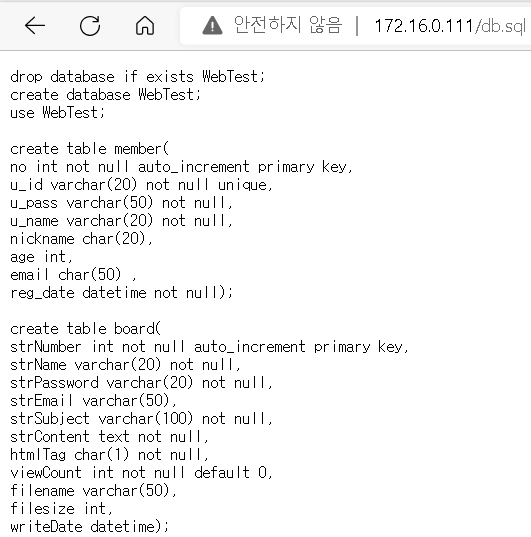 안전하지 않음 | 172.16.0.111/db.sql
drop database if exists WebTest;
create database WebTest;
use WebTest;
create table member(
no int not null auto_increment primary key,
u_id varchar(20) not null unique,
u_pass varchar(50) not null,
u_name varchar(20) not null,
nickname char(20),
age int,
email char(50) ,
reg_date datetime not null);
create table board(
strNumber int not null auto_increment primary key,
strName varchar(20) not null,
strPassword varchar(20) not null,
strEmail varchar(50),
strSubject varchar(100) not null,
strContent text not null,
htmlTag char(1) not null,
viewCount int not null default 0,
filename varchar(50),
filesize int,
writeDate datetime);